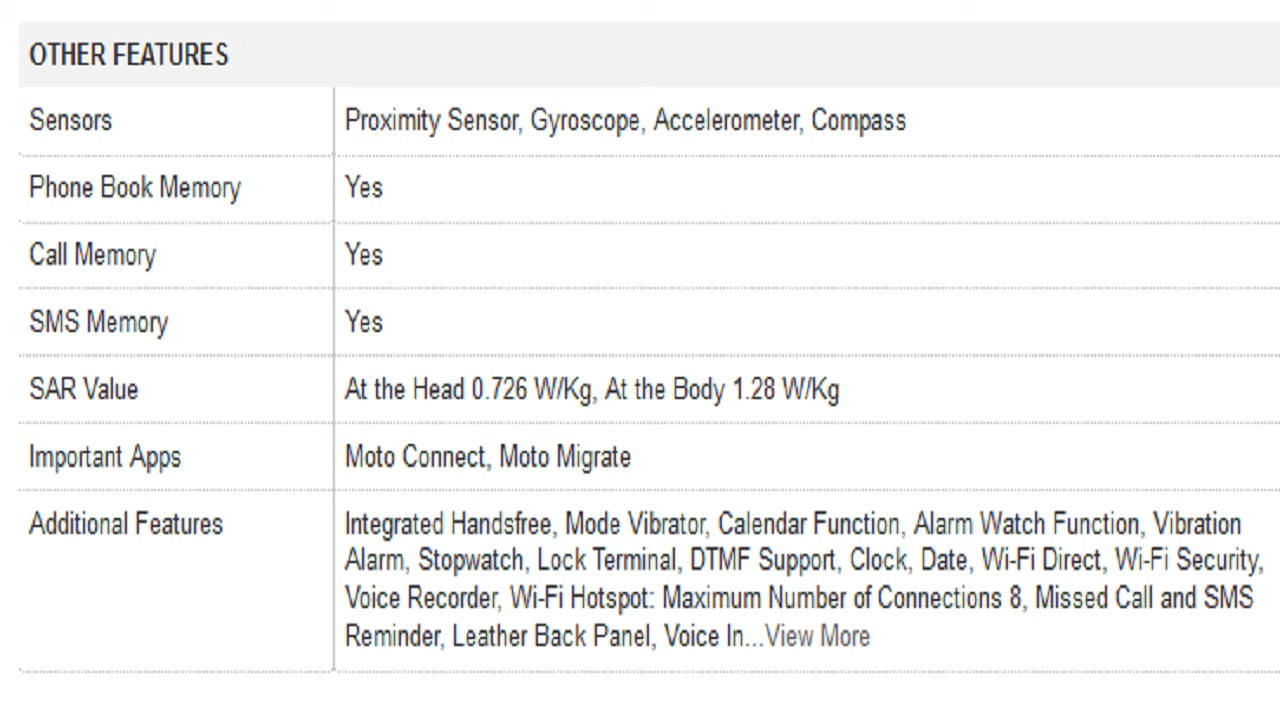 OTHER FEATURES
Sensors Proximity Sensor, Gyroscope, Accelerometer, Compass
Phone Book Memory Yes
Call Memory Yes
SMS Memory Yes
SAR Value At the Head 0.726 W/Kg, At the Body 1.28 W/Kg
Important Apps Moto Connect, Moto Migrate
Additional Features Integrated Handsfree, Mode Vibrator, Calendar Function, Alarm Watch Function, Vibration
Alarm, Stopwatch, Lock Terminal, DTMF Support, Clock, Date, Wi-Fi Direct, Wi-Fi Security,
Voice Recorder, Wi-Fi Hotspot: Maximum Number of Connections 8, Missed Call and SMS
Reminder, Leather Back Panel, Voice In...View More